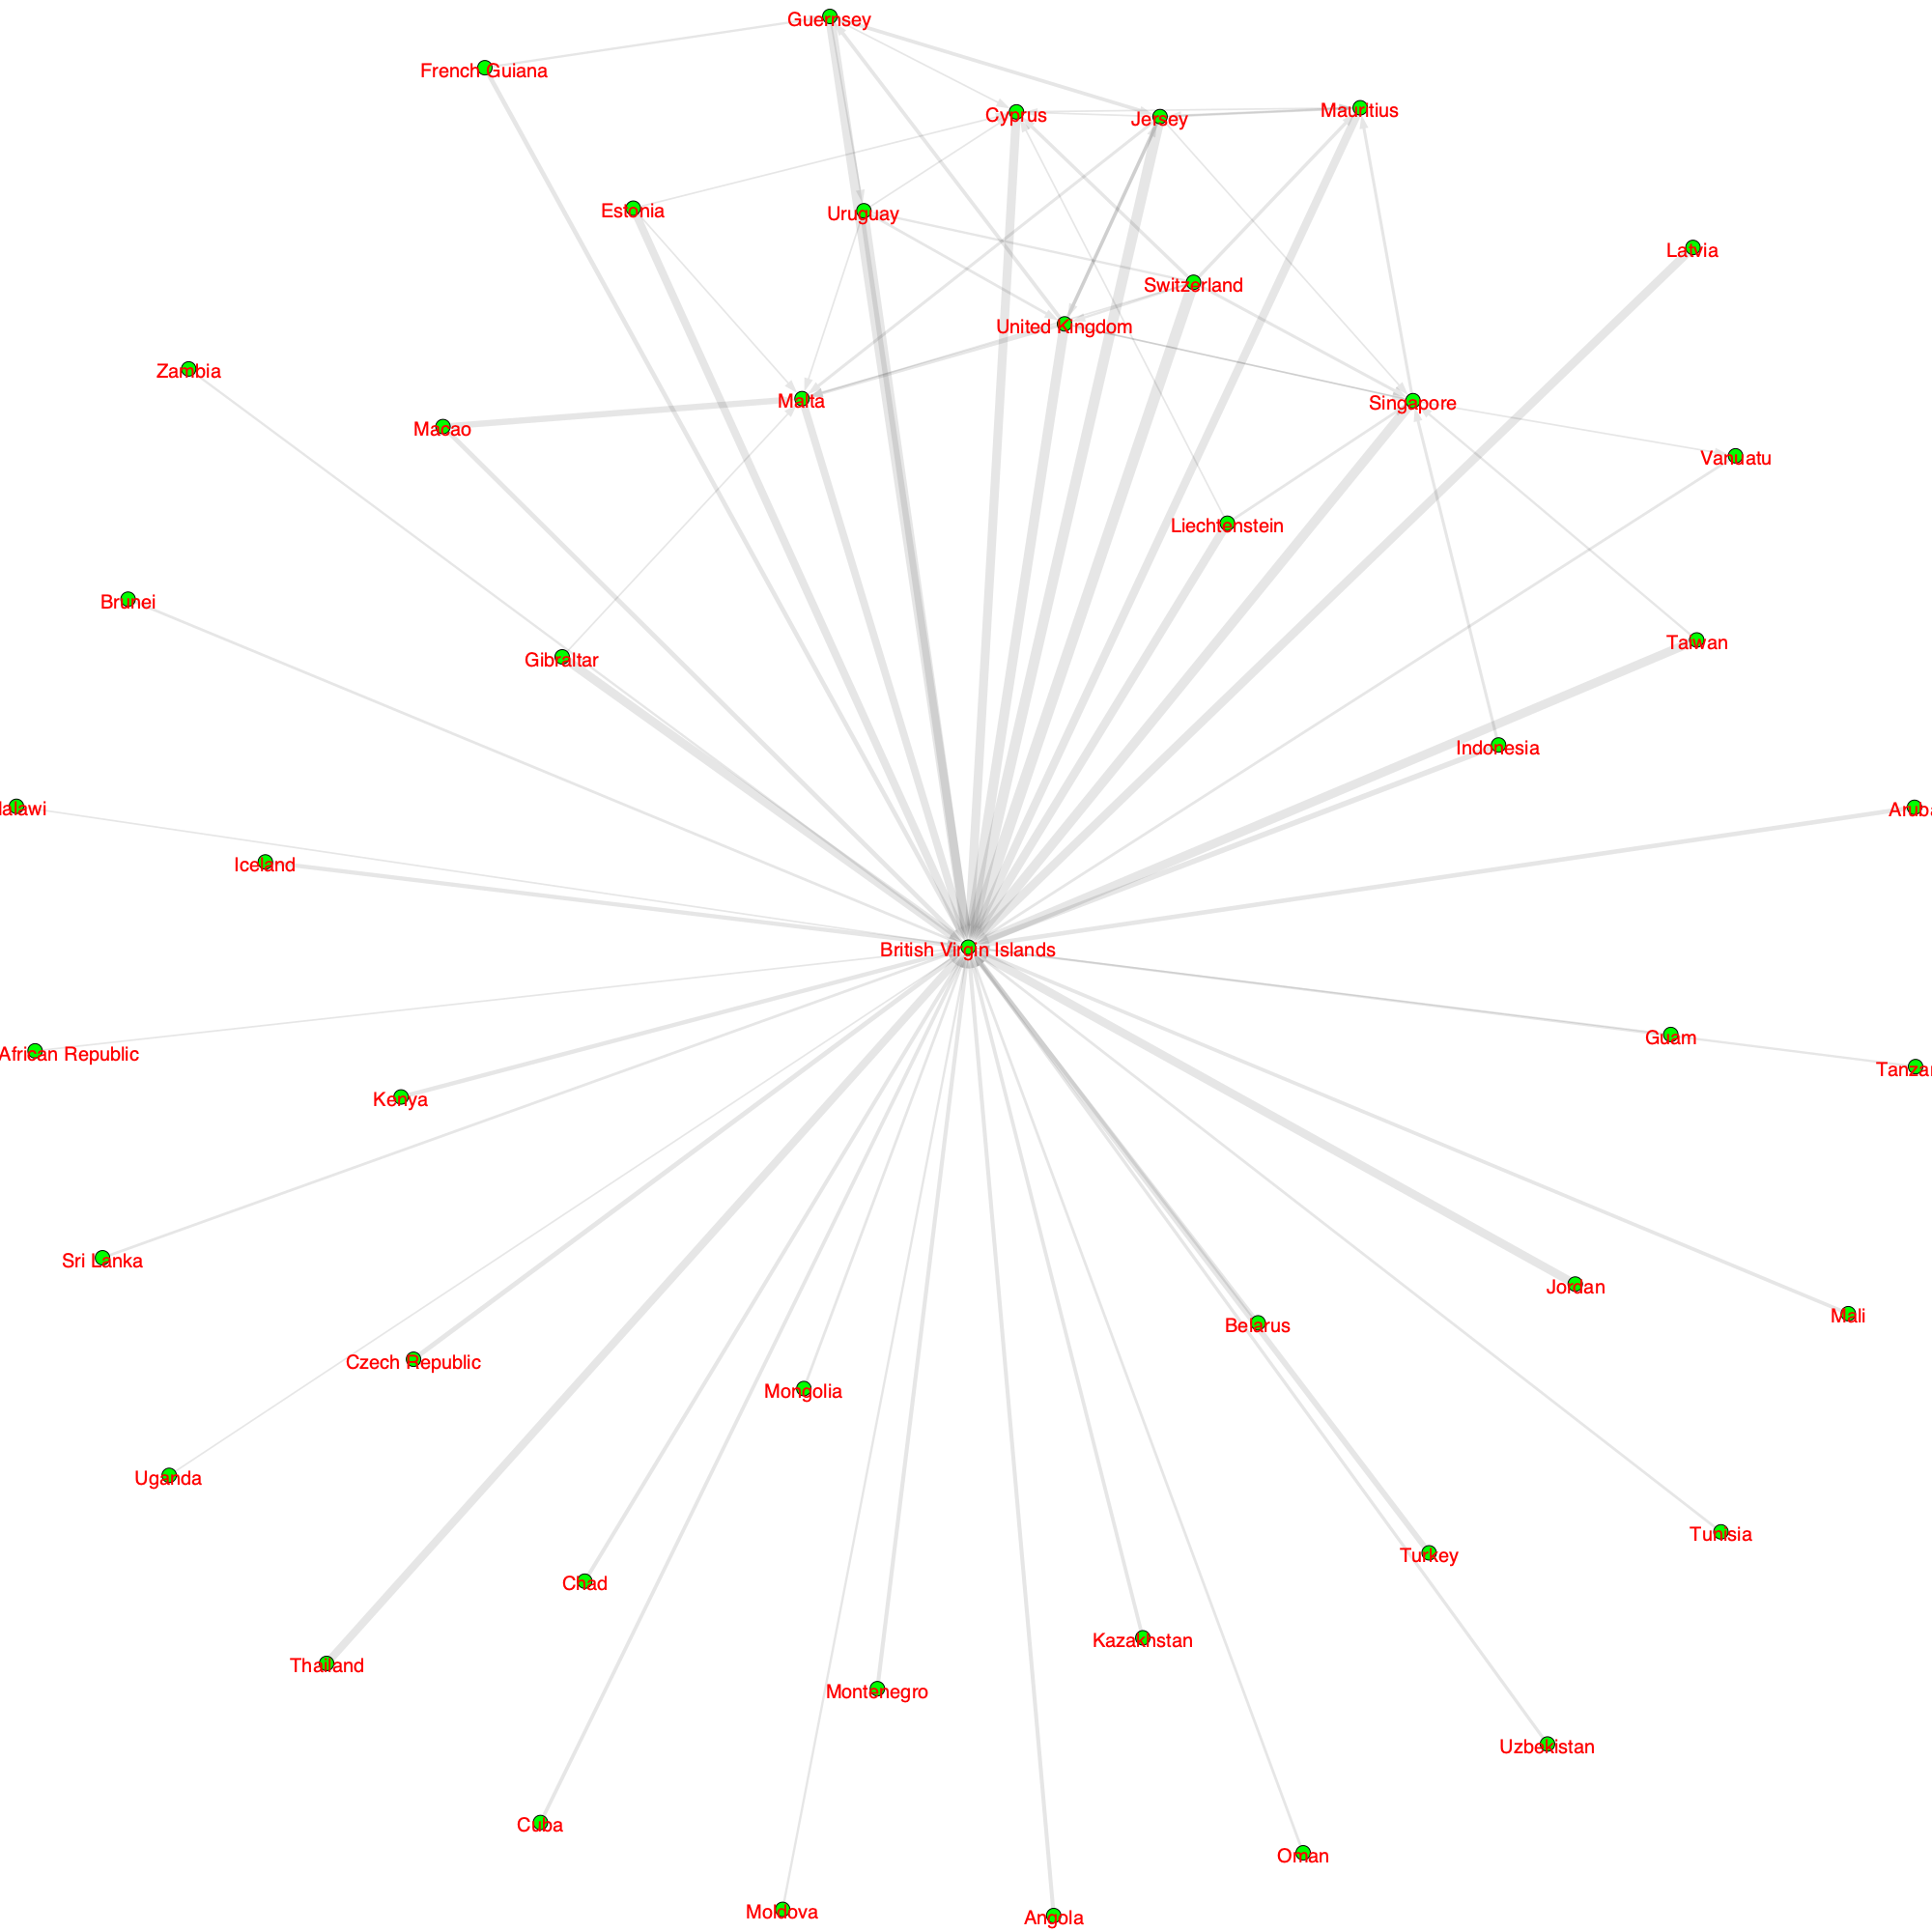 Guernsey
French Guiana
Cyprus
Jersey
Mauritius
Estonia
Uruguay
Latvia
Switzerland
United Kingdom
Zambia
Malta
Singapore
Macao
Vanuatu
Liechtenstein
Brunei
Taiwan
Gibraltar
Indonesia
alawi
Aruba
Iceland
British Virgin Islands
Guam
African Republic
Tanza
Kenya
Sri Lanka
Jordan
Mali
Belarus
Czech Republic
Mongolia
Uganda
Tunisia
Turkey
Chad
Kazakhstan
Thailand
Montenegro
Uzbekistan
Cuba
Oman
Moldova
Angola